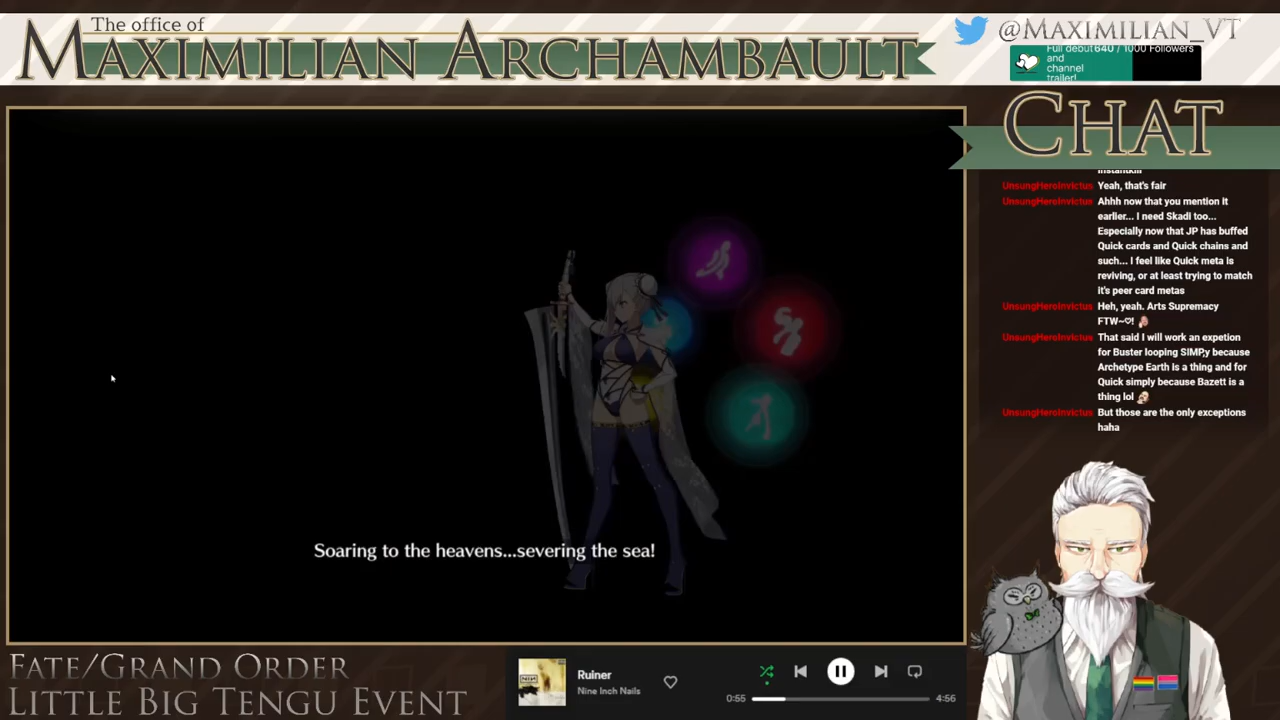 The office of
MAXIMILIAN ARCHAMBAULT
@MAXIMILIAN_VT
Full debut 640 / 1000 Followers
and
channel
trailer!
CHAT
instantkill
UnsungHeroInvictus Yeah, that's fair
UnsungHeroInvictus Ahhh now that you mention it
earlier... I need Skadi too...
Especially now that JP has buffed
Quick cards and Quick chains and
such... I feel like Quick meta is
reviving, or at least trying to match
it's peer card metas
UnsungHeroInvictus Heh, yeah. Arts Supremacy
FTW~♡!
UnsungHeroInvictus That said I will work an expetion
for Buster looping SIMP,y because
Archetype Earth is a thing and for
Quick simply because Bazett is a
thing lol
UnsungHeroInvictus But those are the only exceptions
haha
Soaring to the heavens...severing the sea!
FATE/GRAND ORDER
LITTLE BIG TENGU EVENT
Ruiner
Nine Inch Nails
0:55
4:56